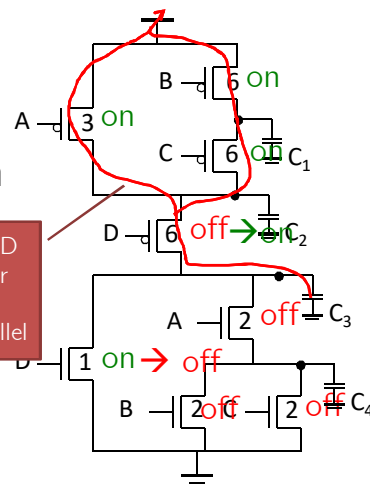 B 6 on
A 3 on
C 6 on C1
D 6 off→on C2
D
r
llel
C3
A 2 off
1 on → off
B 2 off C 2 off C4